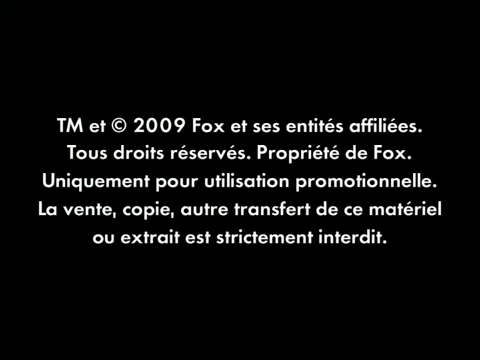 TM et © 2009 Fox et ses entités affiliées.
Tous droits réservés. Propriété de Fox.
Uniquement pour utilisation promotionnelle.
La vente, copie, autre transfert de ce matériel
ou extrait est strictement interdit.